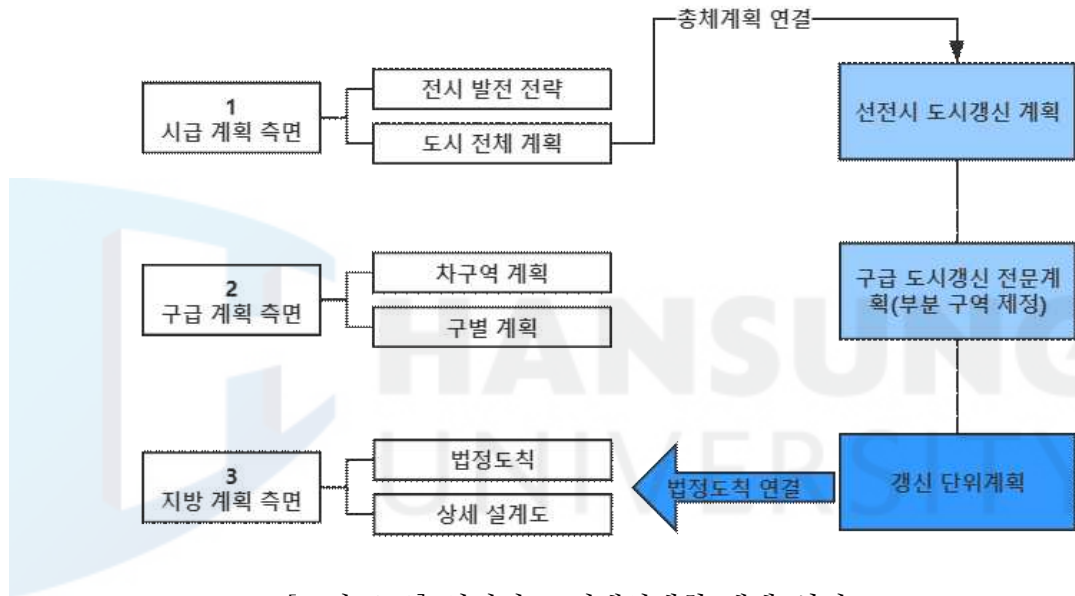 총체계획 연결
1
시급 계획 측면
전시 발전 전략
도시 전체 계획
선전시 도시갱신 계획
2
구급 계획 측면
차구역 계획
구별 계획
구급 도시갱신 전문계
획(부분 구역 제정)
3
지방 계획 측면
법정도칙
상세 설계도
법정도칙 연결
갱신 단위계획
HANSUNG
UNIVERSITY